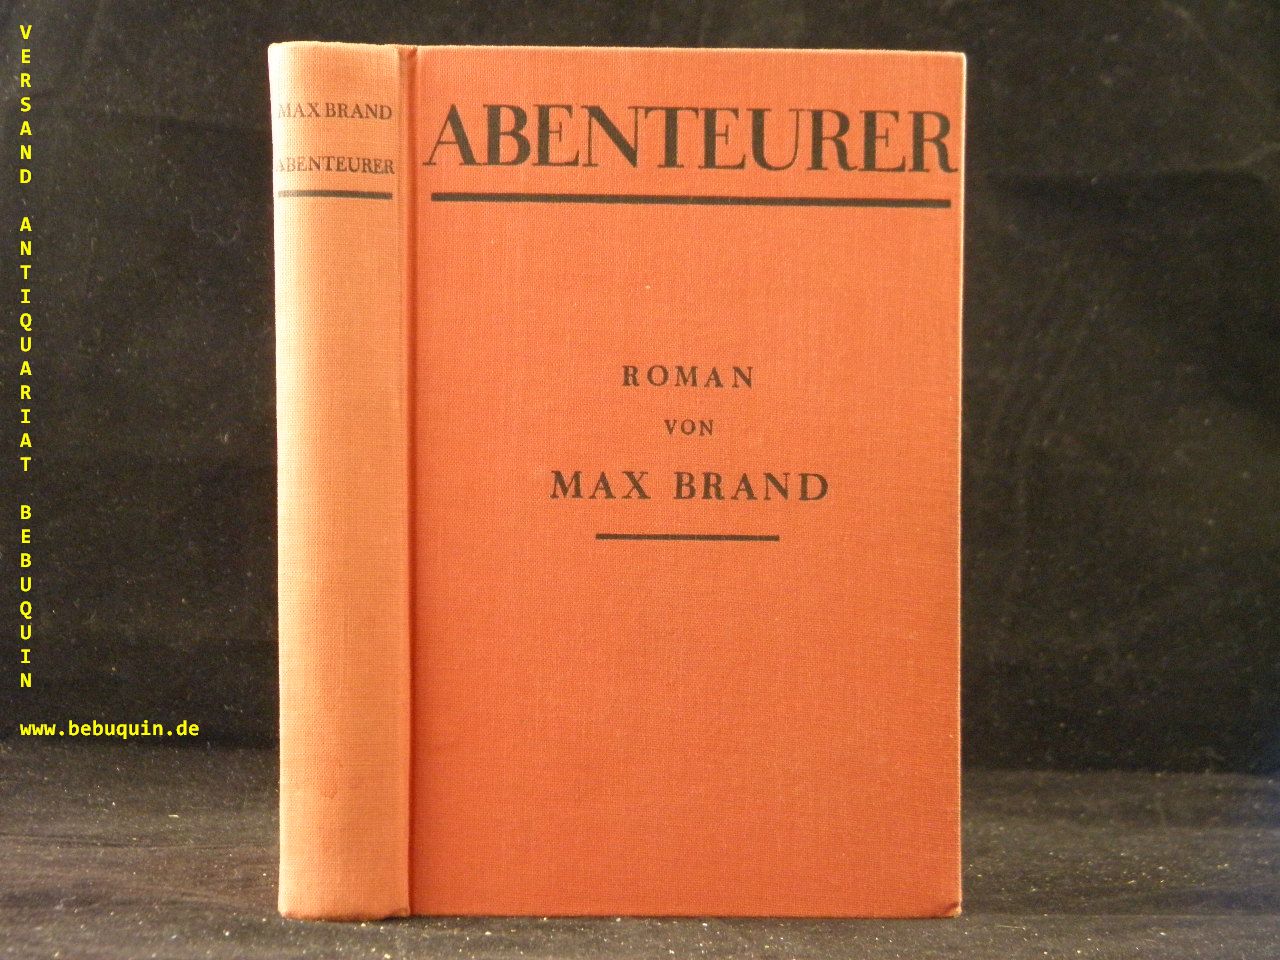 VERSAND ANTIQUARIAT BEBUQUIN
www.bebuquin.de
MAX BRAND
ABENTEURER
ABENTEURER
ROMAN
VON
MAX BRAND